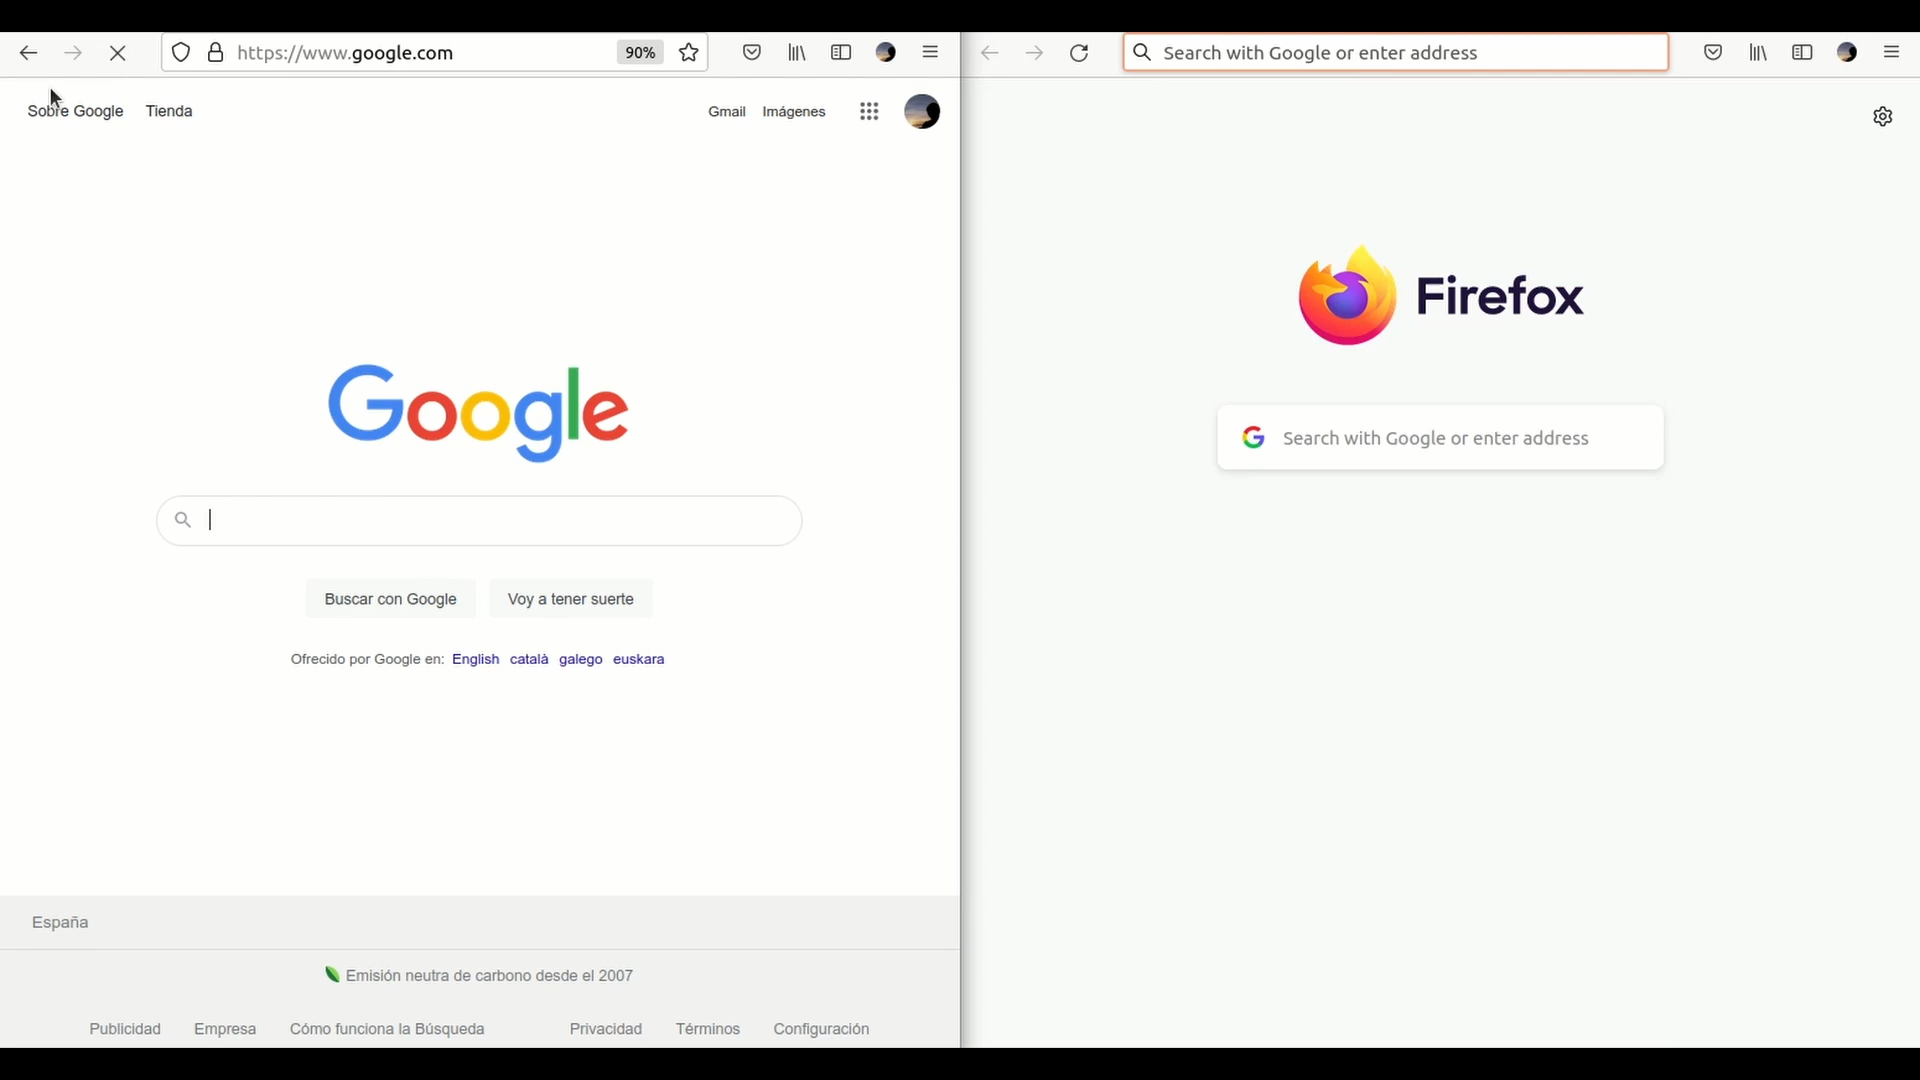 https://www.google.com 90%
Search with Google or enter address
Sobre Google Tienda Gmail Imágenes
Firefox
Google
Search with Google or enter address
Buscar con Google Voy a tener suerte
Ofrecido por Google en: English català galego euskara
España
Emisión neutra de carbono desde el 2007
Publicidad Empresa Cómo funciona la Búsqueda Privacidad Términos Configuración